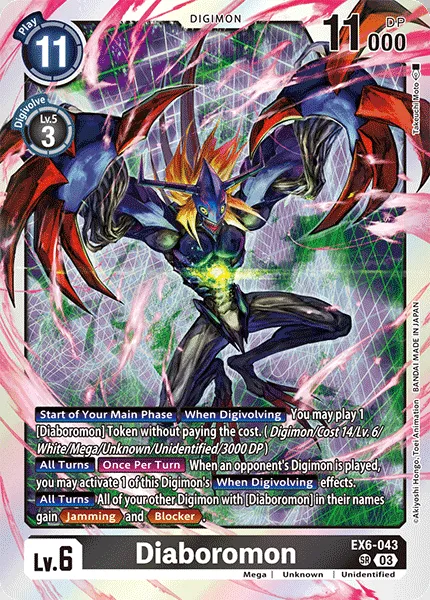 DIGIMON
Play
11
DP
11000
Digivolve
Lv.5
3
Takeuchi Moto
©Akiyoshi Hongo, Toei Animation
BANDAI MADE IN JAPAN
Start of Your Main Phase When Digivolving You may play 1
[Diaboromon] Token without paying the cost. (Digimon/Cost 14/Lv. 6/
White/Mega/Unknown/Unidentified/3000 DP)
All Turns Once Per Turn When an opponent's Digimon is played,
you may activate 1 of this Digimon's When Digivolving effects.
All Turns All of your other Digimon with [Diaboromon] in their names
gain Jamming and Blocker.
Lv.6
Diaboromon
EX6-043
SR 03
Mega | Unknown | Unidentified